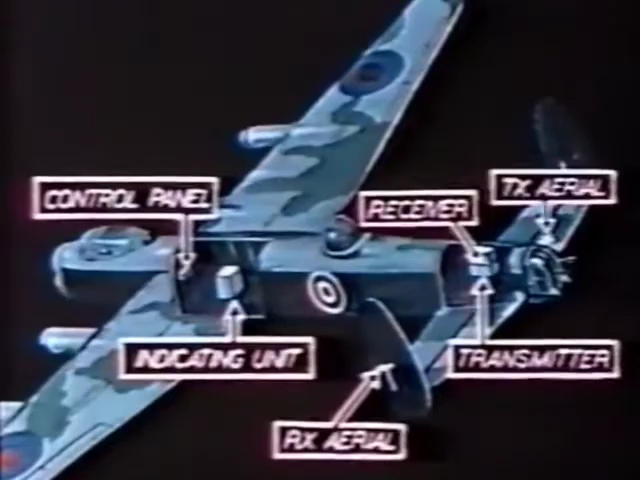 TX AERIAL
CONTROL PANEL
RECEIVER
INDICATING UNIT
TRANSMITTER
RX AERIAL